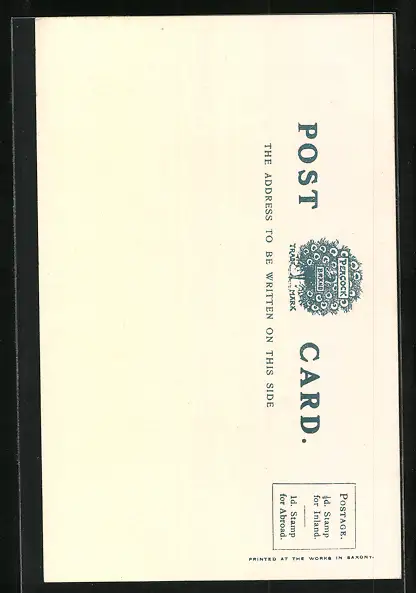 POST CARD.
PEACOCK
BRAND
TRADE MARK
THE ADDRESS TO BE WRITTEN ON THIS SIDE
POSTAGE.
½d. Stamp
for Inland.
1d. Stamp
for Abroad.
PRINTED AT THE WORKS IN SAXONY.